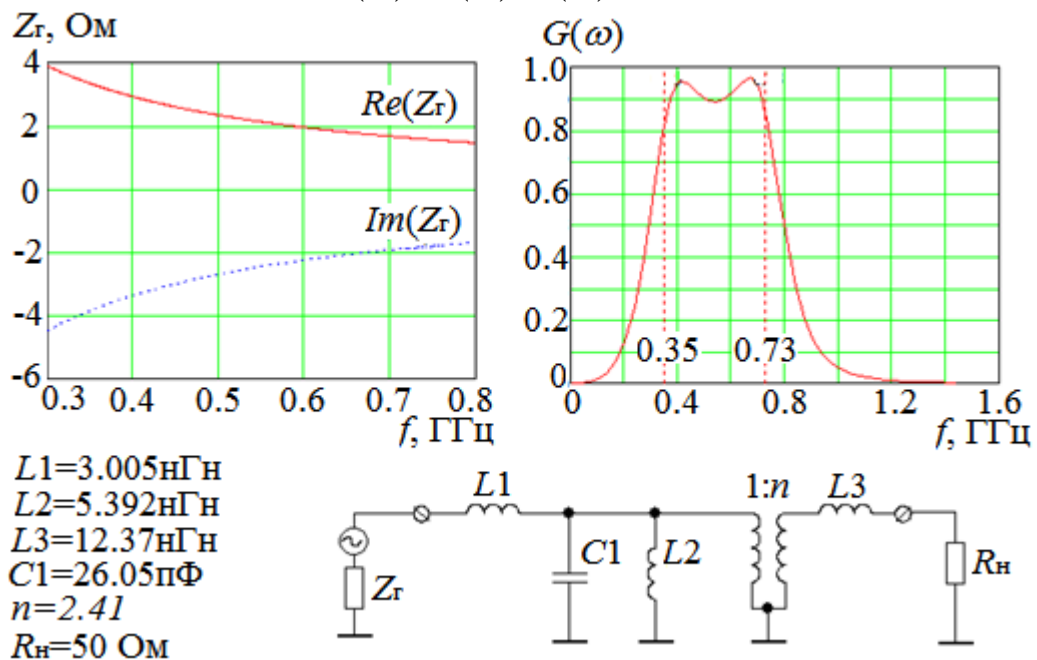 Zг, Ом
4
2
0
-2
-4
-6
Re(Zг)
Im(Zг)
0.3 0.4 0.5 0.6 0.7 0.8
f, ГГц
G(ω)
1.0
0.8
0.6
0.4
0.2
0
0.35 0.73
0 0.4 0.8 1.2 1.6
f, ГГц
L1=3.005нГн
L2=5.392нГн
L3=12.37нГн
C1=26.05пФ
n=2.41
Rн=50 Ом
L1
1:n
L3
C1
L2
Zг
Rн